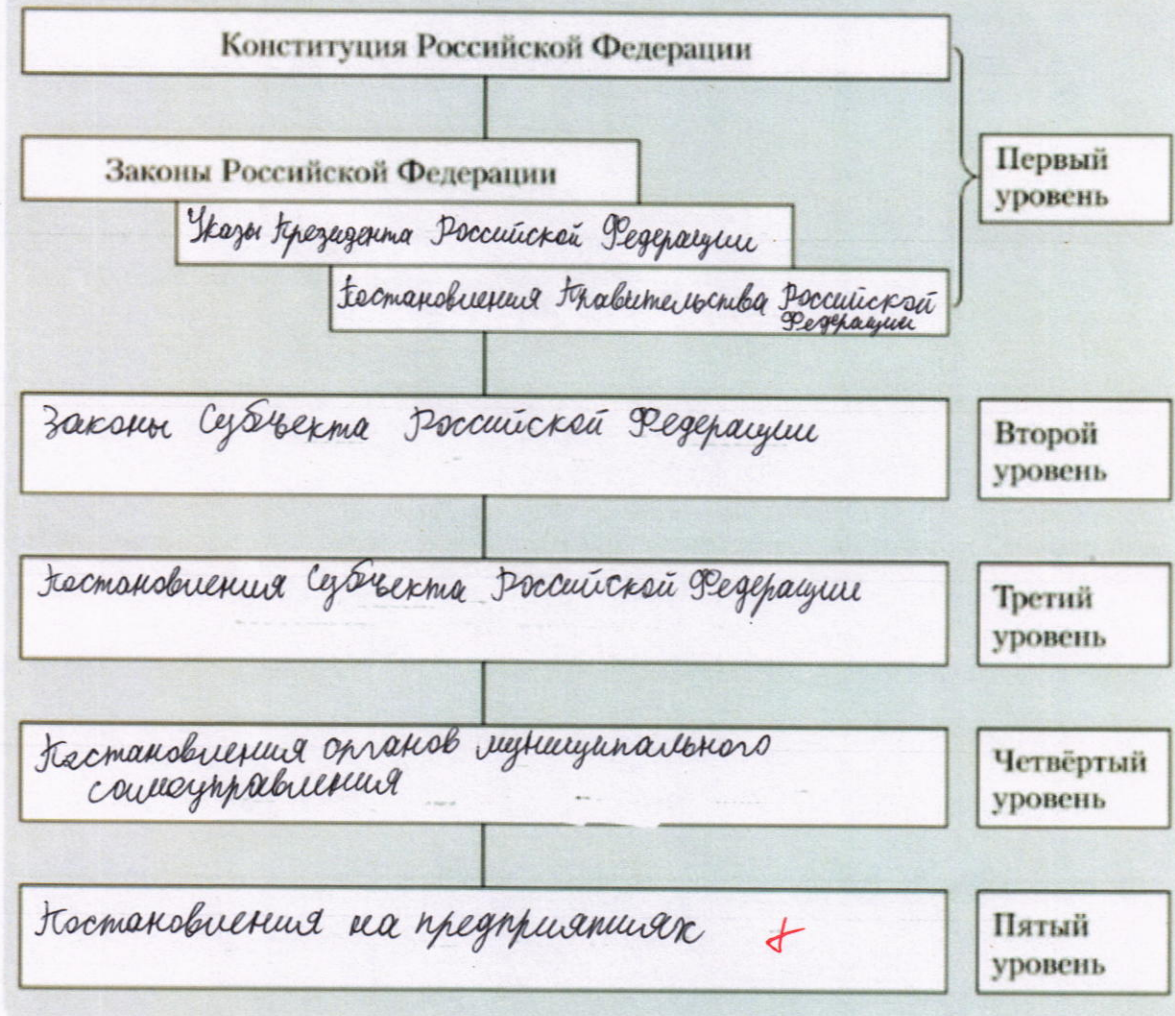 Конституция Российской Федерации
Законы Российской Федерации
Первый
уровень
Указы Президента Российской Федерации
Постановления Правительства Российской
Федерации
Законы Субъекта Российской Федерации
Второй
уровень
Постановления Субъекта Российской Федерации
Третий
уровень
Постановления органов муниципального
самоуправления
Четвёртый
уровень
Постановления на предприятиях
Пятый
уровень